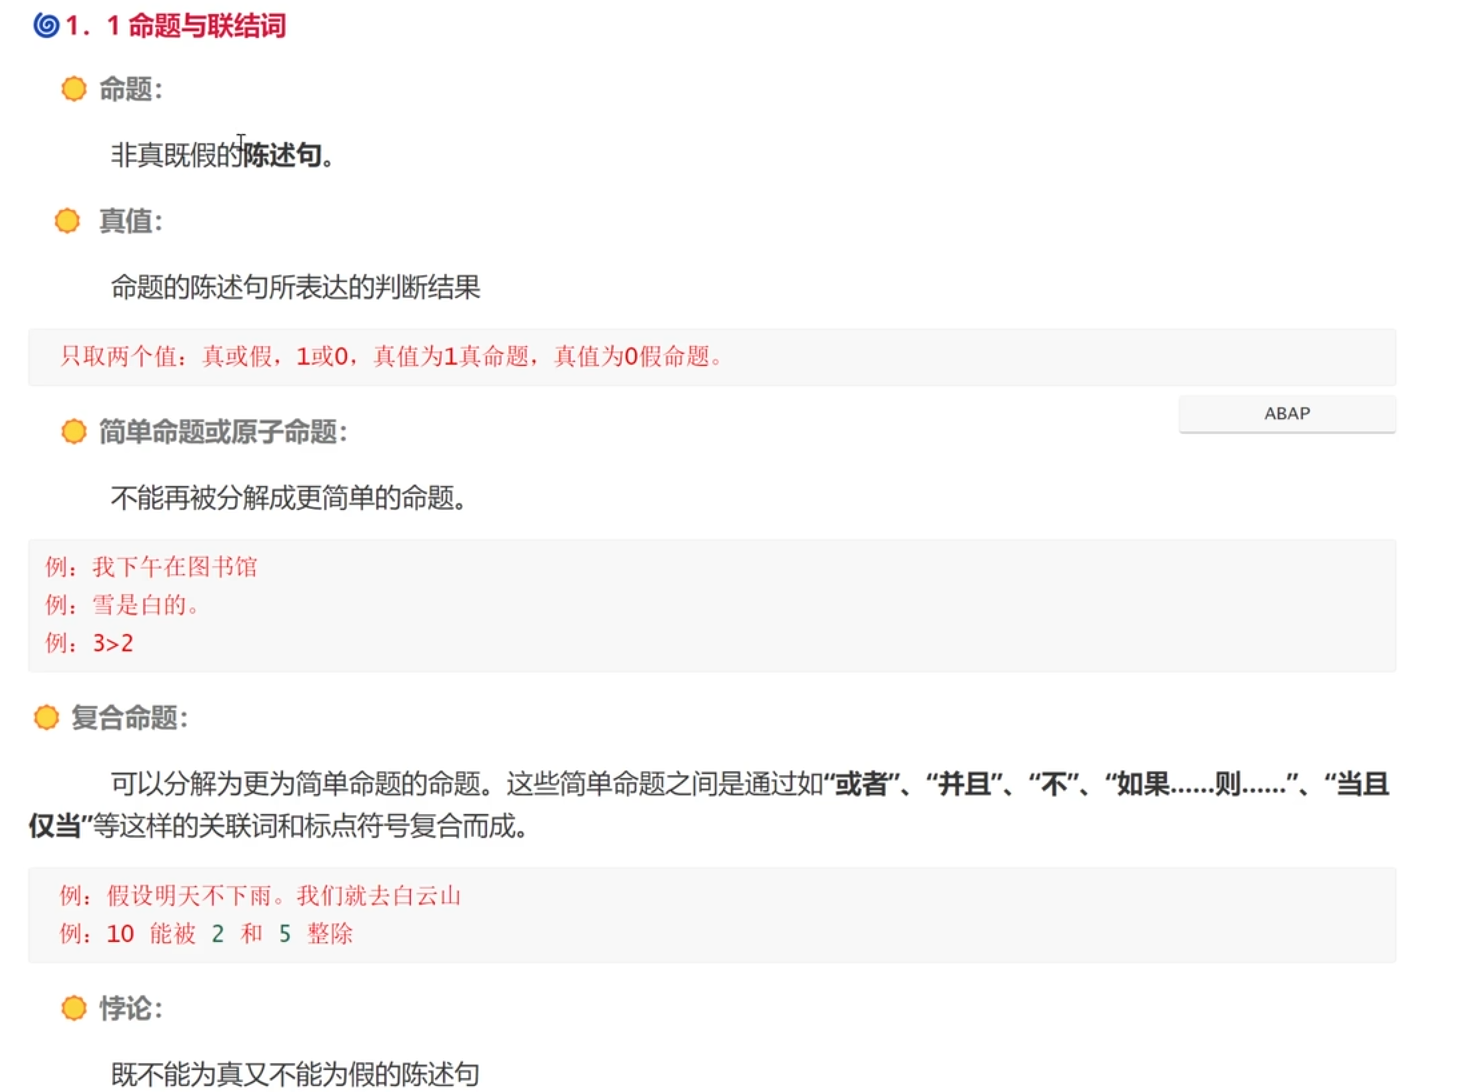 1．1 命题与联结词
命题：
非真既假的陈述句。
真值：
命题的陈述句所表达的判断结果
只取两个值：真或假，1或0，真值为1真命题，真值为0假命题。
ABAP
简单命题或原子命题：
不能再被分解成更简单的命题。
例：我下午在图书馆
例：雪是白的。
例：3>2
复合命题：
可以分解为更为简单命题的命题。这些简单命题之间是通过如“或者”、“并且”、“不”、“如果......则......”、“当且
仅当”等这样的关联词和标点符号复合而成。
例：假设明天不下雨。我们就去白云山
例：10 能被 2 和 5 整除
悖论：
既不能为真又不能为假的陈述句